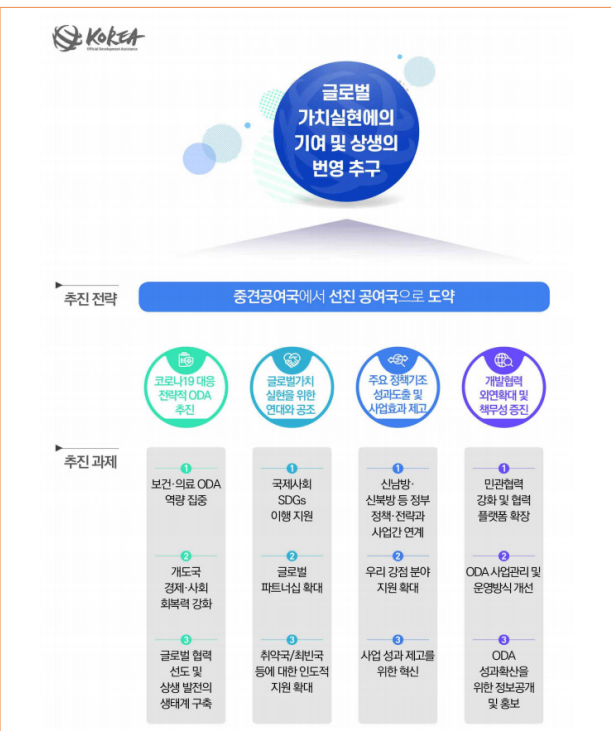 KOREA
Official Development Assistance
글로벌
가치실현에의
기여 및 상생의
번영 추구
추진 전략
중견공여국에서 선진 공여국으로 도약
코로나19 대응
전략적 ODA
추진
글로벌가치
실현을 위한
연대와 공조
주요 정책기조
성과도출 및
사업효과 제고
개발협력
외연확대 및
책무성 증진
추진 과제
1
보건·의료 ODA
역량 집중
2
개도국
경제·사회
회복력 강화
3
글로벌 협력
선도 및
상생 발전의
생태계 구축
1
국제사회
SDGs
이행 지원
2
글로벌
파트너십 확대
3
취약국/최빈국
등에 대한 인도적
지원 확대
1
신남방·
신북방 등 정부
정책·전략과
사업간 연계
2
우리 강점 분야
지원 확대
3
사업 성과 제고를
위한 혁신
1
민관협력
강화 및 협력
플랫폼 확장
2
ODA 사업관리 및
운영방식 개선
3
ODA
성과확산을
위한 정보공개
및 홍보